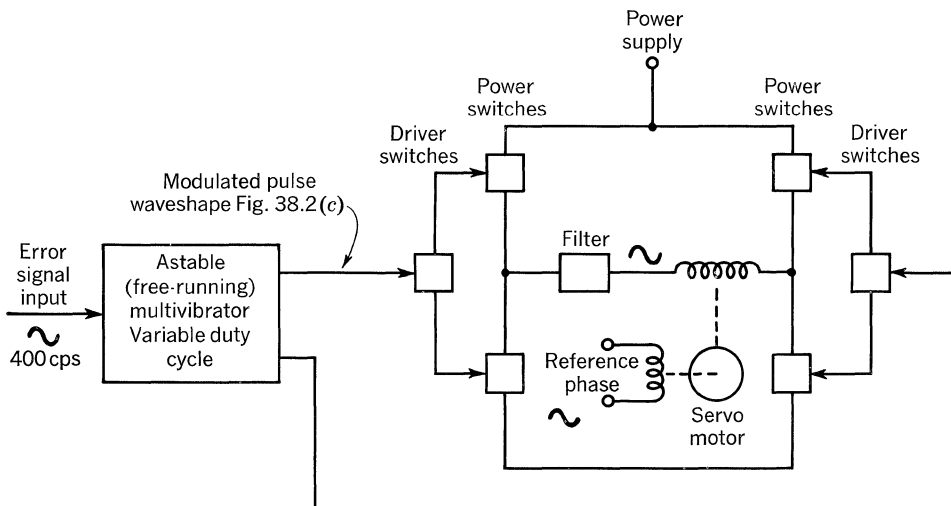 Power
supply
Power
switches
Power
switches
Driver
switches
Driver
switches
Modulated pulse
waveshape Fig. 38.2(c)
Error
signal
input
400 cps
Astable
(free-running)
multivibrator
Variable duty
cycle
Filter
Reference
phase
Servo
motor